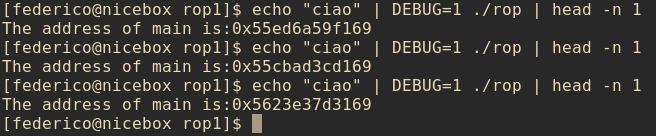 [federico@nicebox rop1]$ echo "ciao" | DEBUG=1 ./rop | head -n 1
The address of main is:0x55ed6a59f169
[federico@nicebox rop1]$ echo "ciao" | DEBUG=1 ./rop | head -n 1
The address of main is:0x55cbad3cd169
[federico@nicebox rop1]$ echo "ciao" | DEBUG=1 ./rop | head -n 1
The address of main is:0x5623e37d3169
[federico@nicebox rop1]$